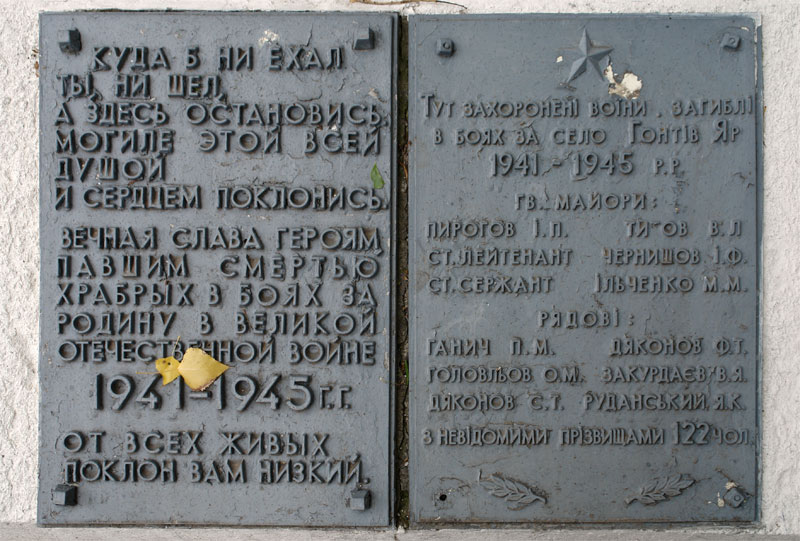 КУДА Б НИ ЕХАЛ
ТЫ, НИ ШЕЛ,
А ЗДЕСЬ ОСТАНОВИСЬ.
МОГИЛЕ ЭТОЙ ВСЕЙ
ДУШОЙ
И СЕРДЦЕМ ПОКЛОНИСЬ.
ВЕЧНАЯ СЛАВА ГЕРОЯМ,
ПАВШИМ СМЕРТЬЮ
ХРАБРЫХ В БОЯХ ЗА
РОДИНУ В ВЕЛИКОЙ
ОТЕЧЕСТВЕННОЙ ВОЙНЕ
1941-1945 г.г.
ОТ ВСЕХ ЖИВЫХ
ПОКЛОН ВАМ НИЗКИЙ.
ТУТ ЗАХОРОНЕНІ ВОЇНИ, ЗАГИБЛІ
В БОЯХ ЗА СЕЛО ГОНТІВ ЯР
1941 - 1945 Р.Р.
ГВ. МАЙОРИ:
ПИРОГОВ І.П. ТИТОВ В.Л
СТ.ЛЕЙТЕНАНТ ЧЕРНИШОВ І.Ф.
СТ.СЕРЖАНТ ІЛЬЧЕНКО М.М.
РЯДОВІ:
ГАНИЧ П.М. ДЯКОНОВ Ф.Т.
ГОЛОВЛЬОВ О.М. ЗАКУРДАЄВ В.Я.
ДЯКОНОВ С.Т. РУДАНСЬКИЙ Я.К.
З НЕВІДОМИМИ ПРІЗВИЩАМИ 122 ЧОЛ.